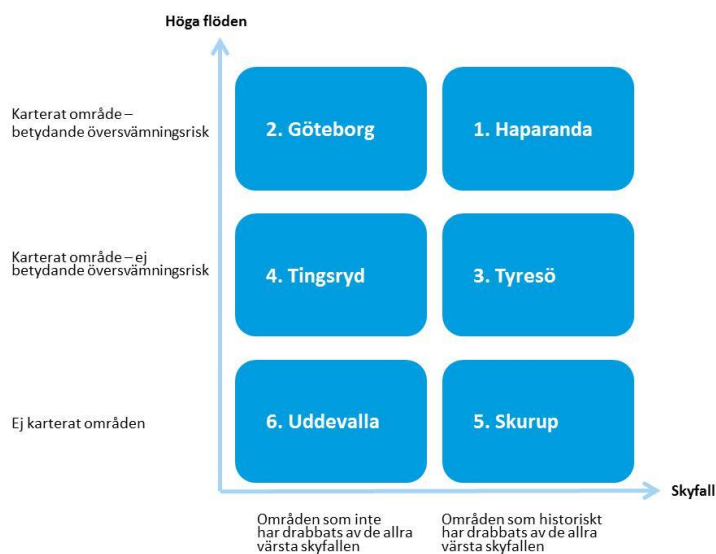 Höga flöden
Karterat område –
betydande översvämningsrisk
2. Göteborg
1. Haparanda
Karterat område – ej
betydande översvämningsrisk
4. Tingsryd
3. Tyresö
Ej karterat områden
6. Uddevalla
5. Skurup
Skyfall
Områden som inte
har drabbats av de allra
värsta skyfallen
Områden som historiskt
har drabbats av de allra
värsta skyfallen